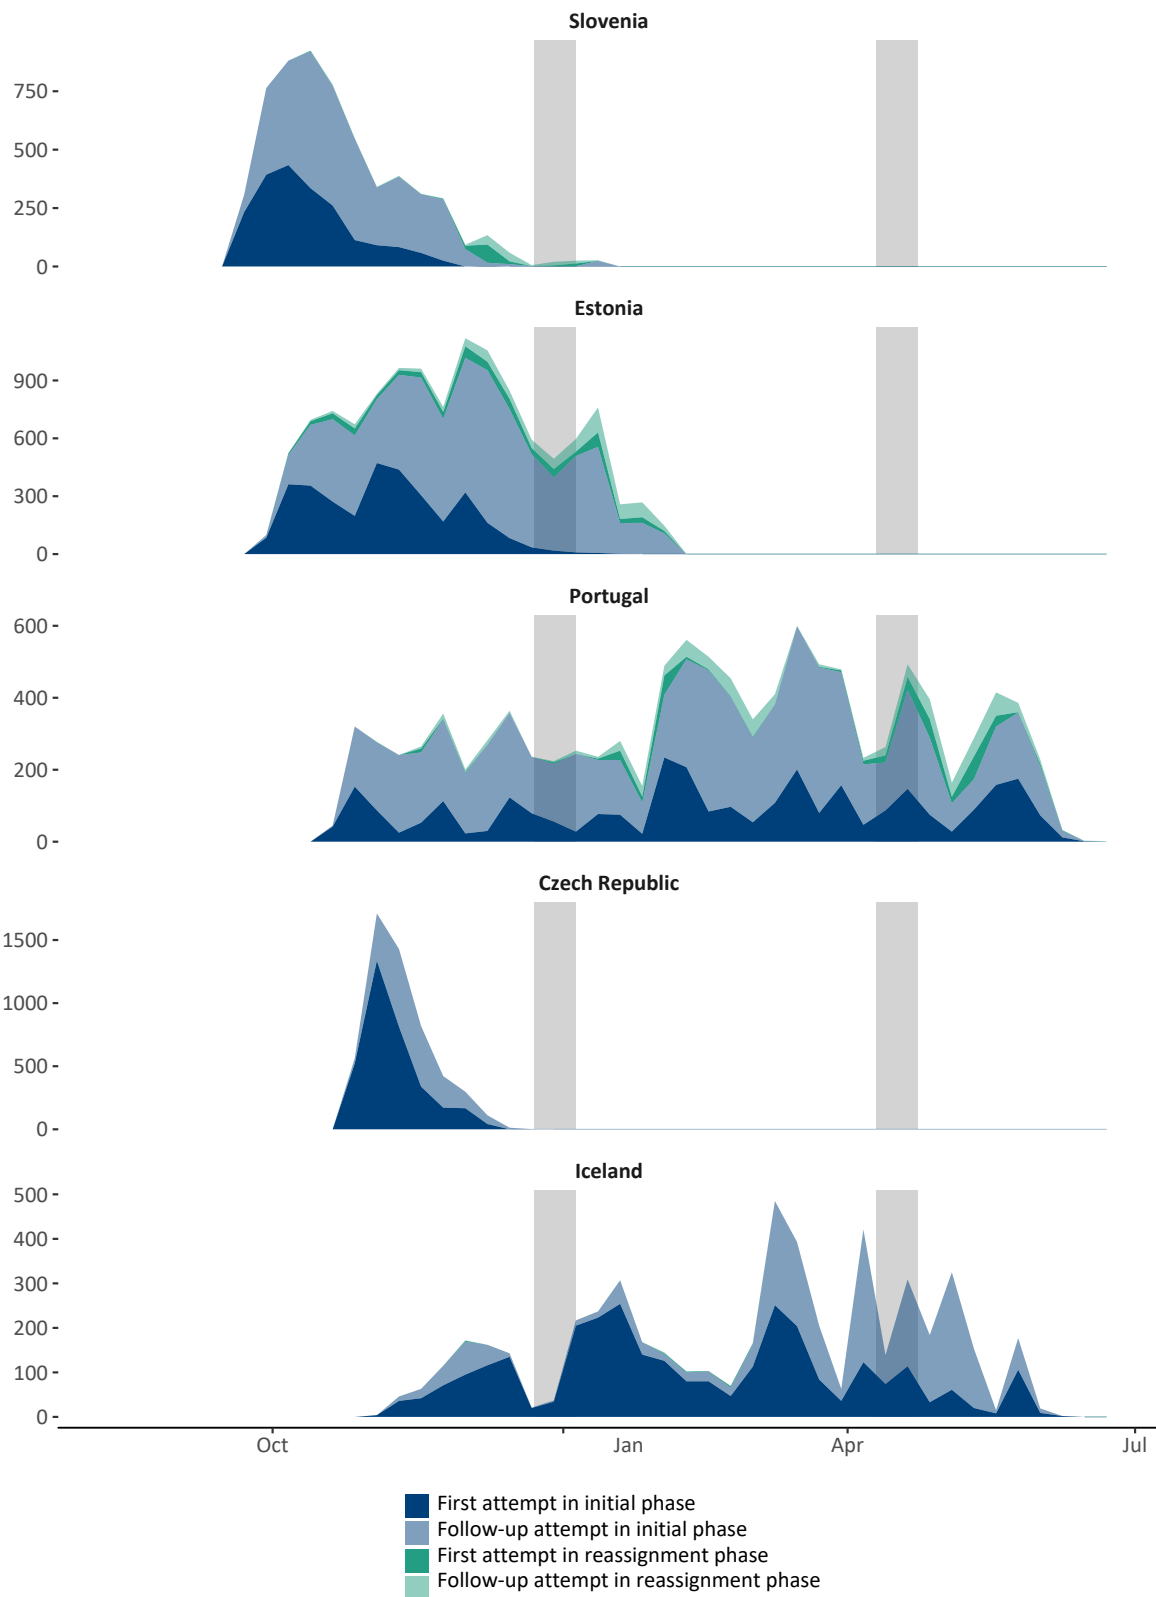 Slovenia
750
500
250
0
Estonia
900
600
300
0
Portugal
600
400
200
0
Czech Republic
1500
1000
500
0
Iceland
500
400
300
200
100
0
Oct Jan Apr Jul
First attempt in initial phase
Follow-up attempt in initial phase
First attempt in reassignment phase
Follow-up attempt in reassignment phase